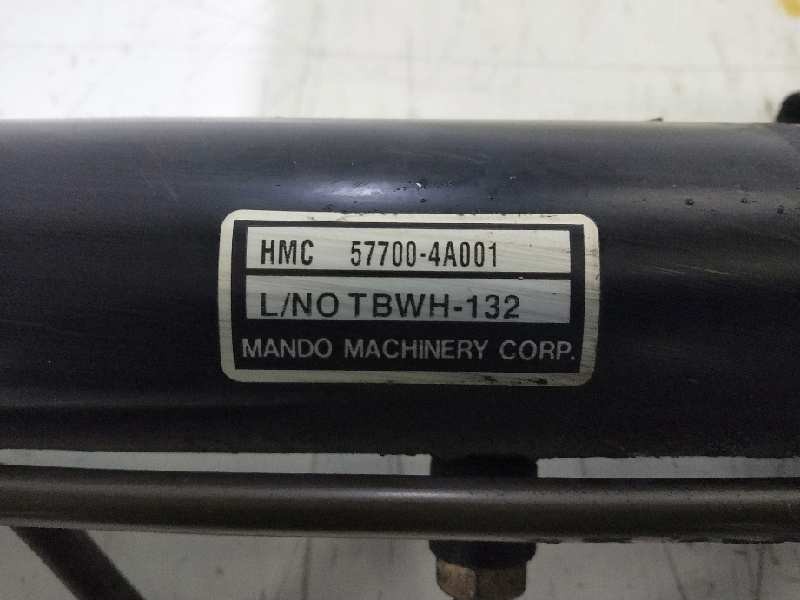 HMC 57700-4A001
L/NO TBWH-132
MANDO MACHINERY CORP.